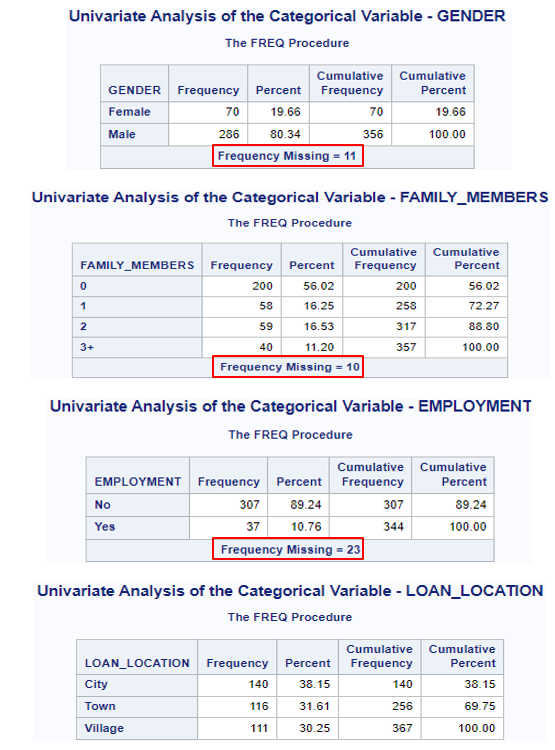 Univariate Analysis of the Categorical Variable - GENDER
The FREQ Procedure
GENDER Frequency Percent Cumulative Frequency Cumulative Percent
Female 70 19.66 70 19.66
Male 286 80.34 356 100.00
Frequency Missing = 11
Univariate Analysis of the Categorical Variable - FAMILY_MEMBERS
The FREQ Procedure
FAMILY_MEMBERS Frequency Percent Cumulative Frequency Cumulative Percent
0 200 56.02 200 56.02
1 58 16.25 258 72.27
2 59 16.53 317 88.80
3+ 40 11.20 357 100.00
Frequency Missing = 10
Univariate Analysis of the Categorical Variable - EMPLOYMENT
The FREQ Procedure
EMPLOYMENT Frequency Percent Cumulative Frequency Cumulative Percent
No 307 89.24 307 89.24
Yes 37 10.76 344 100.00
Frequency Missing = 23
Univariate Analysis of the Categorical Variable - LOAN_LOCATION
The FREQ Procedure
LOAN_LOCATION Frequency Percent Cumulative Frequency Cumulative Percent
City 140 38.15 140 38.15
Town 116 31.61 256 69.75
Village 111 30.25 367 100.00